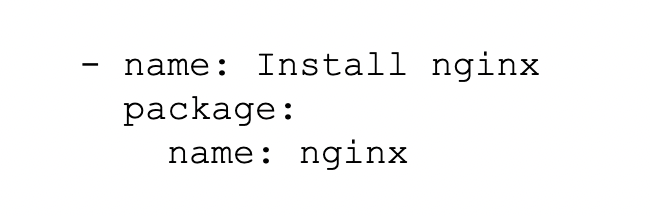 - name: Install nginx
  package:
    name: nginx